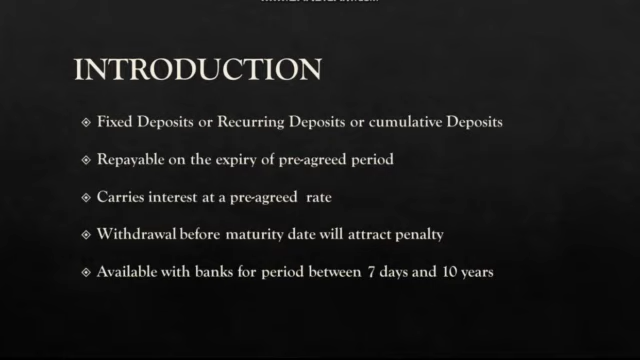 INTRODUCTION
Fixed Deposits or Recurring Deposits or cumulative Deposits
Repayable on the expiry of pre-agreed period
Carries interest at a pre-agreed rate
Withdrawal before maturity date will attract penalty
Available with banks for period between 7 days and 10 years